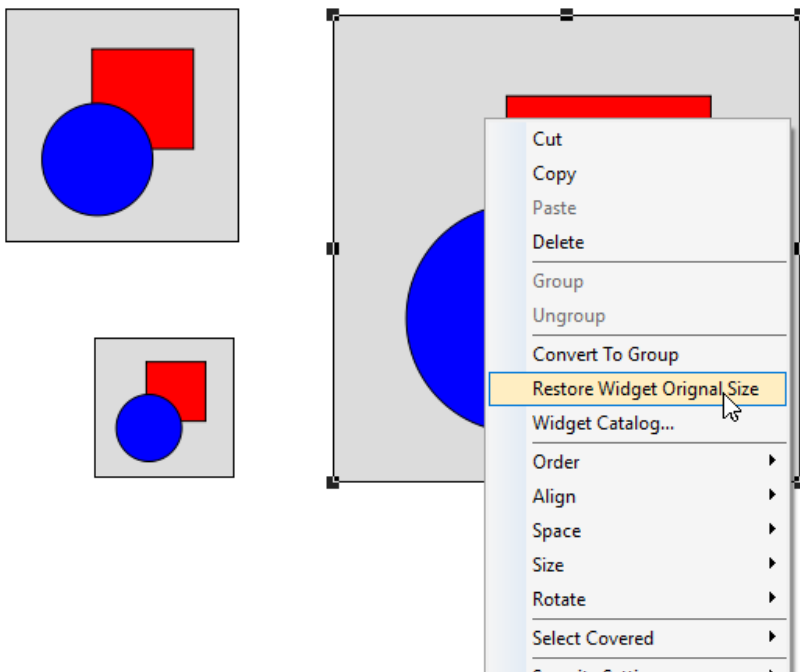 Cut
Copy
Paste
Delete
Group
Ungroup
Convert To Group
Restore Widget Orignal Size
Widget Catalog...
Order
Align
Space
Size
Rotate
Select Covered